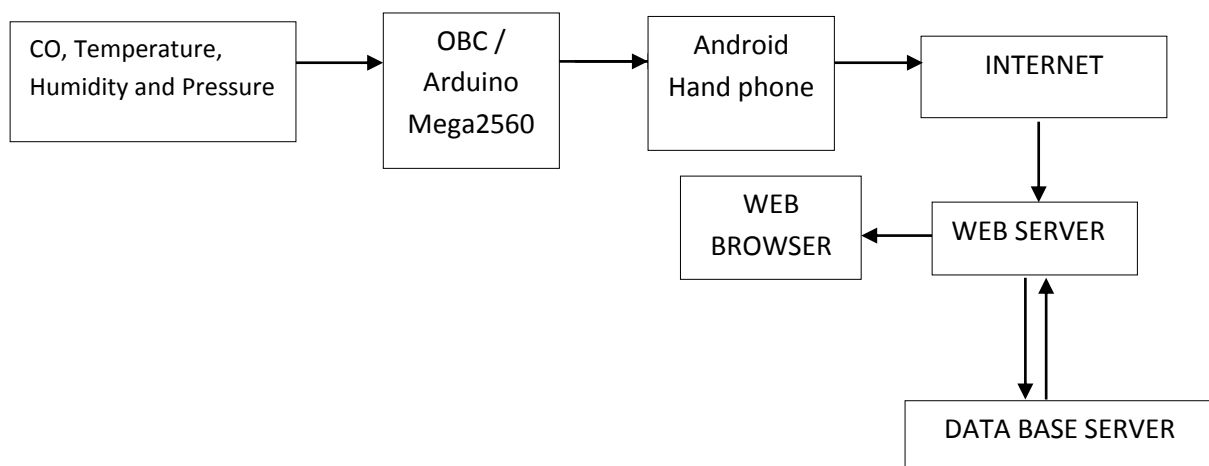 CO, Temperature,
Humidity and Pressure
OBC /
Arduino
Mega2560
Android
Hand phone
INTERNET
WEB
BROWSER
WEB SERVER
DATA BASE SERVER